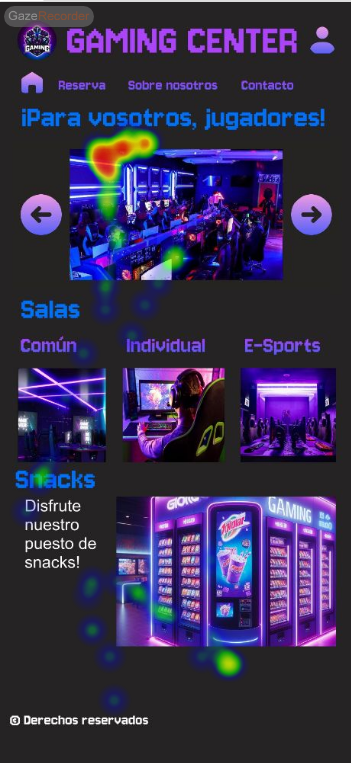 GazeRecorder
GAMING
GAMING CENTER
Reserva Sobre nosotros Contacto
¡Para vosotros, jugadores!
Salas
Común Individual E-Sports
Snacks
Disfrute
nuestro
puesto de
snacks!
GAMING
© Derechos reservados